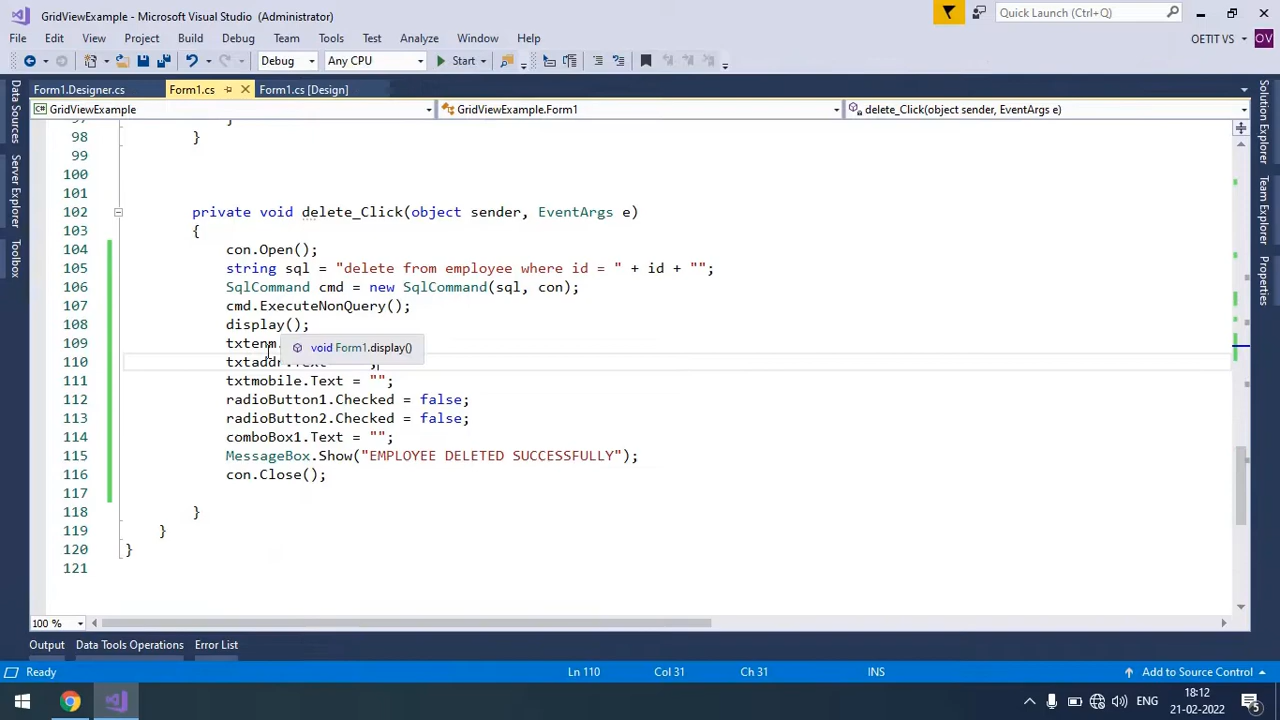 GridViewExample - Microsoft Visual Studio (Administrator)
Quick Launch (Ctrl+Q)
File Edit View Project Build Debug Team Tools Test Analyze Window Help
OETIT VS
OV
Debug
Any CPU
Start
Form1.Designer.cs
Form1.cs
Form1.cs [Design]
GridViewExample
GridViewExample.Form1
delete_Click(object sender, EventArgs e)
Data Sources
Server Explorer
Toolbox
Solution Explorer
Team Explorer
Properties
98 }
99
100
101
102 private void delete_Click(object sender, EventArgs e)
103 {
104 con.Open();
105 string sql = "delete from employee where id = " + id + "";
106 SqlCommand cmd = new SqlCommand(sql, con);
107 cmd.ExecuteNonQuery();
108 display();
109 txtenm.
void Form1.display()
110 txtaddr.Text
111 txtmobile.Text = "";
112 radioButton1.Checked = false;
113 radioButton2.Checked = false;
114 comboBox1.Text = "";
115 MessageBox.Show("EMPLOYEE DELETED SUCCESSFULLY");
116 con.Close();
117
118 }
119 }
120 }
121
100 %
Output Data Tools Operations Error List
Ready
Ln 110
Col 31
Ch 31
INS
Add to Source Control
ENG
18:12
21-02-2022
5